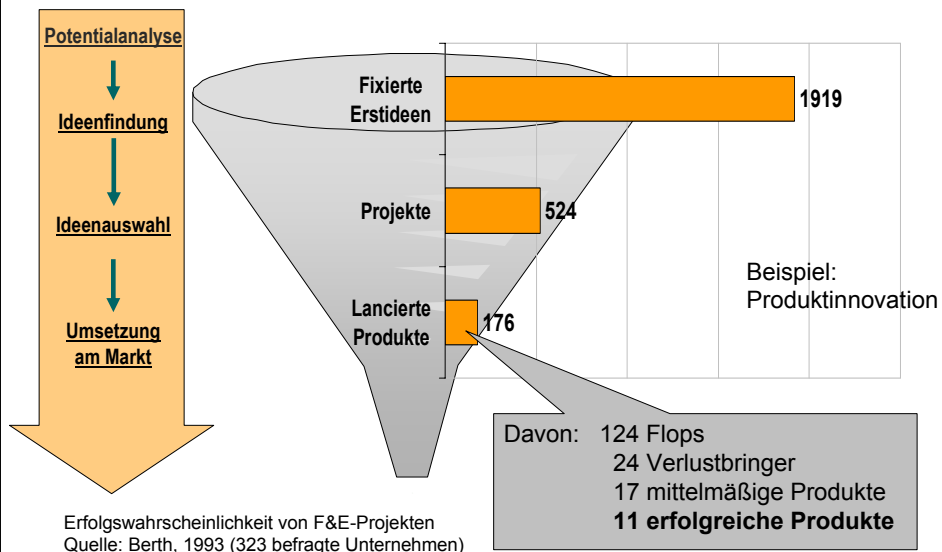 Potentialanalyse
Ideenfindung
Ideenauswahl
Umsetzung
am Markt
Fixierte
Erstideen
1919
Projekte
524
Lancierte
Produkte
176
Beispiel:
Produktinnovation
Davon: 124 Flops
24 Verlustbringer
17 mittelmäßige Produkte
11 erfolgreiche Produkte
Erfolgswahrscheinlichkeit von F&E-Projekten
Quelle: Berth, 1993 (323 befragte Unternehmen)